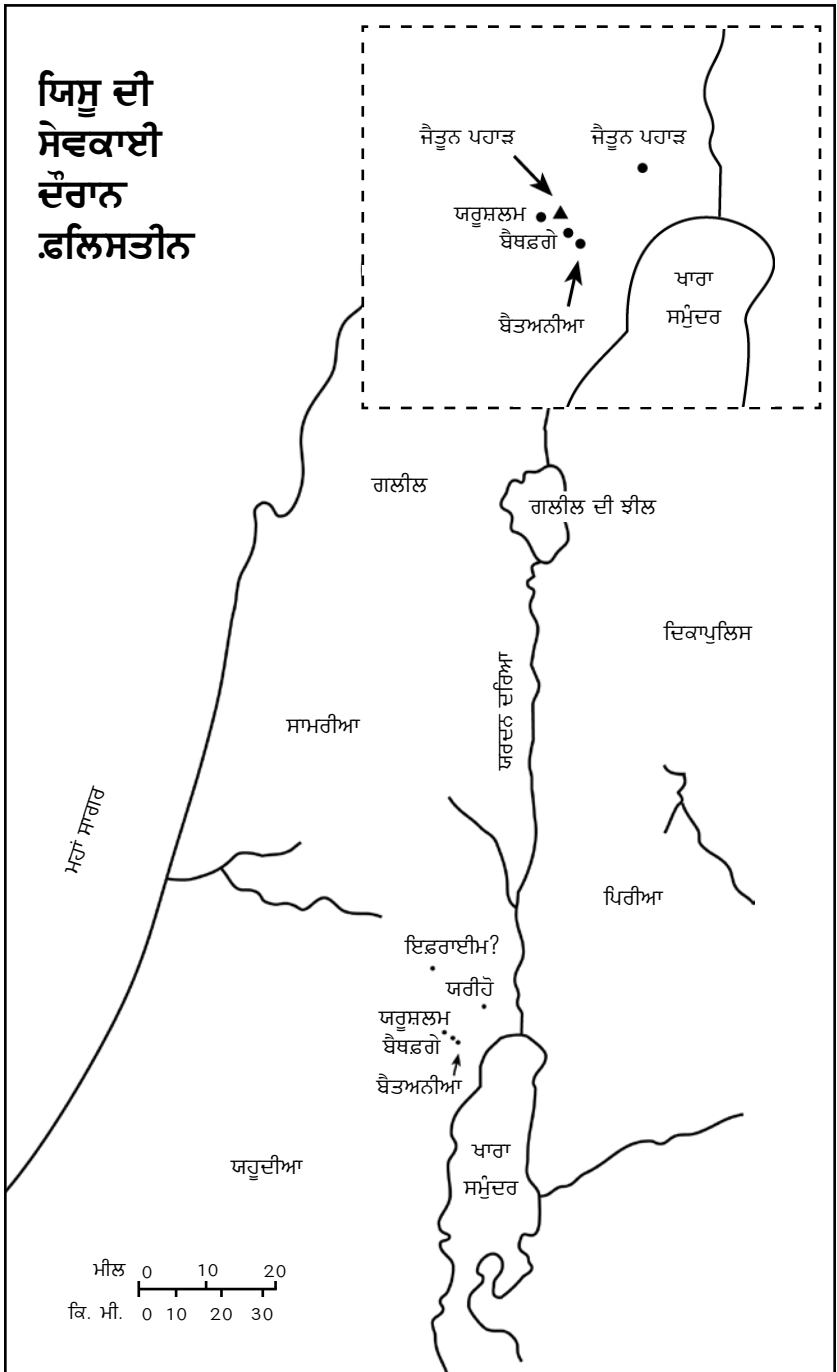 ਯਿਸੂ ਦੀ
ਸੇਵਕਾਈ
ਦੌਰਾਨ
ਫ਼ਲਿਸਤੀਨ
ਜੈਤੂਨ ਪਹਾੜ
ਜੈਤੂਨ ਪਹਾੜ
ਯਰੂਸ਼ਲਮ
ਬੈਥਫ਼ਗੇ
ਬੈਤਅਨੀਆ
ਖਾਰਾ
ਸਮੁੰਦਰ
ਗਲੀਲ
ਗਲੀਲ ਦੀ ਝੀਲ
ਦਿਕਾਪੁਲਿਸ
ਯਰਦਨ ਦਰਿਆ
ਸਾਮਰੀਆ
ਮਹਾਂ ਸਾਗਰ
ਪਿਰੀਆ
ਇਫ਼ਰਾਈਮ?
ਯਰੀਹੋ
ਯਰੂਸ਼ਲਮ
ਬੈਥਫ਼ਗੇ
ਬੈਤਅਨੀਆ
ਖਾਰਾ
ਸਮੁੰਦਰ
ਯਹੂਦੀਆ
ਮੀਲ 0 10 20
ਕਿ. ਮੀ. 0 10 20 30